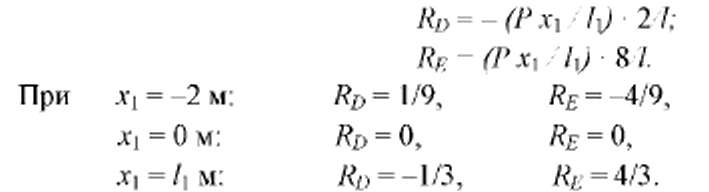 R_D = – (P x₁ / l₁) · 2/l;
R_E = (P x₁ / l₁) · 8/l.
При x₁ = –2 м: R_D = 1/9, R_E = –4/9,
x₁ = 0 м: R_D = 0, R_E = 0,
x₁ = l₁ м: R_D = –1/3, R_E = 4/3.